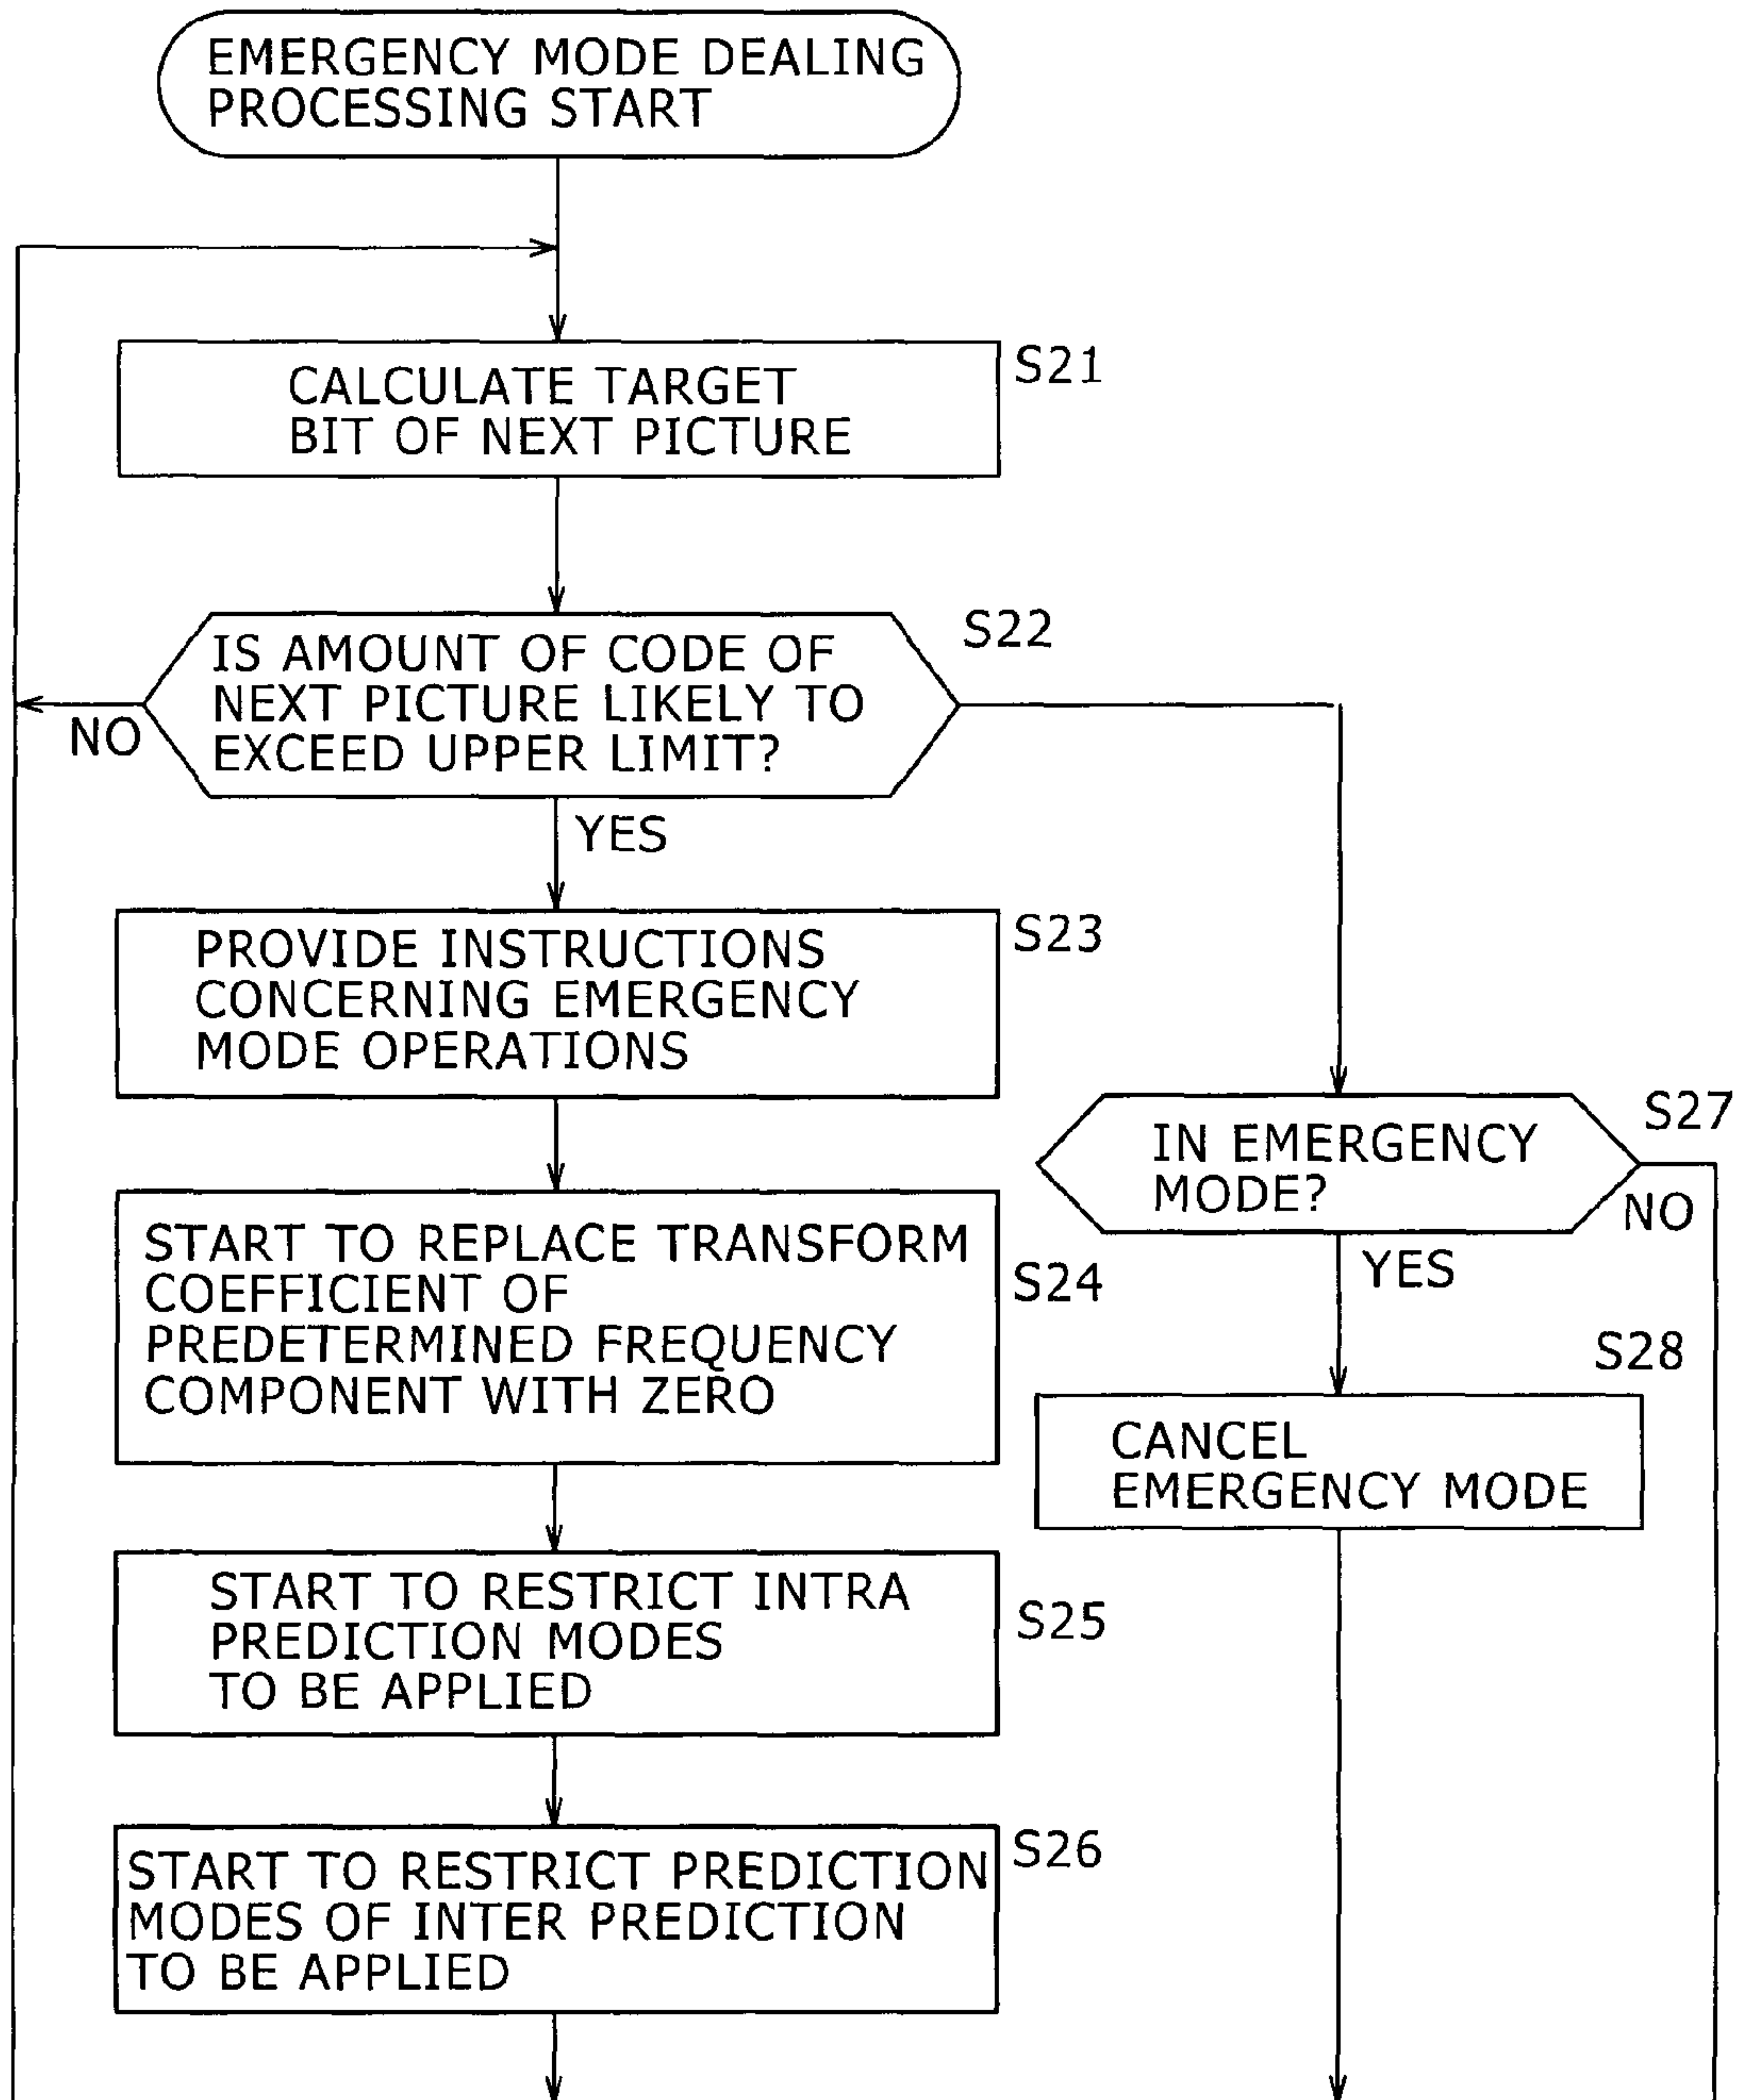 EMERGENCY MODE DEALING
PROCESSING START
CALCULATE TARGET
BIT OF NEXT PICTURE
S21
IS AMOUNT OF CODE OF
NEXT PICTURE LIKELY TO
EXCEED UPPER LIMIT?
S22
NO
YES
PROVIDE INSTRUCTIONS
CONCERNING EMERGENCY
MODE OPERATIONS
S23
START TO REPLACE TRANSFORM
COEFFICIENT OF
PREDETERMINED FREQUENCY
COMPONENT WITH ZERO
S24
START TO RESTRICT INTRA
PREDICTION MODES
TO BE APPLIED
S25
START TO RESTRICT PREDICTION
MODES OF INTER PREDICTION
TO BE APPLIED
S26
IN EMERGENCY
MODE?
S27
NO
YES
S28
CANCEL
EMERGENCY MODE